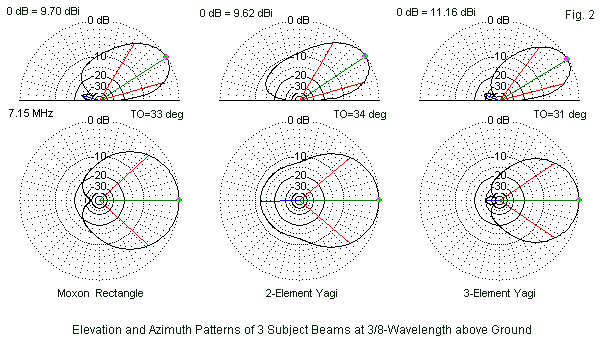 0 dB = 9.70 dBi
0 dB
0 dB = 9.62 dBi
0 dB
0 dB = 11.16 dBi
0 dB
Fig. 2
10
20
30
10
20
30
10
20
30
7.15 MHz
0 dB
TO=33 deg
0 dB
TO=34 deg
0 dB
TO=31 deg
10
20
30
10
20
30
10
20
30
Moxon Rectangle
2-Element Yagi
3-Element Yagi
Elevation and Azimuth Patterns of 3 Subject Beams at 3/8-Wavelength above Ground